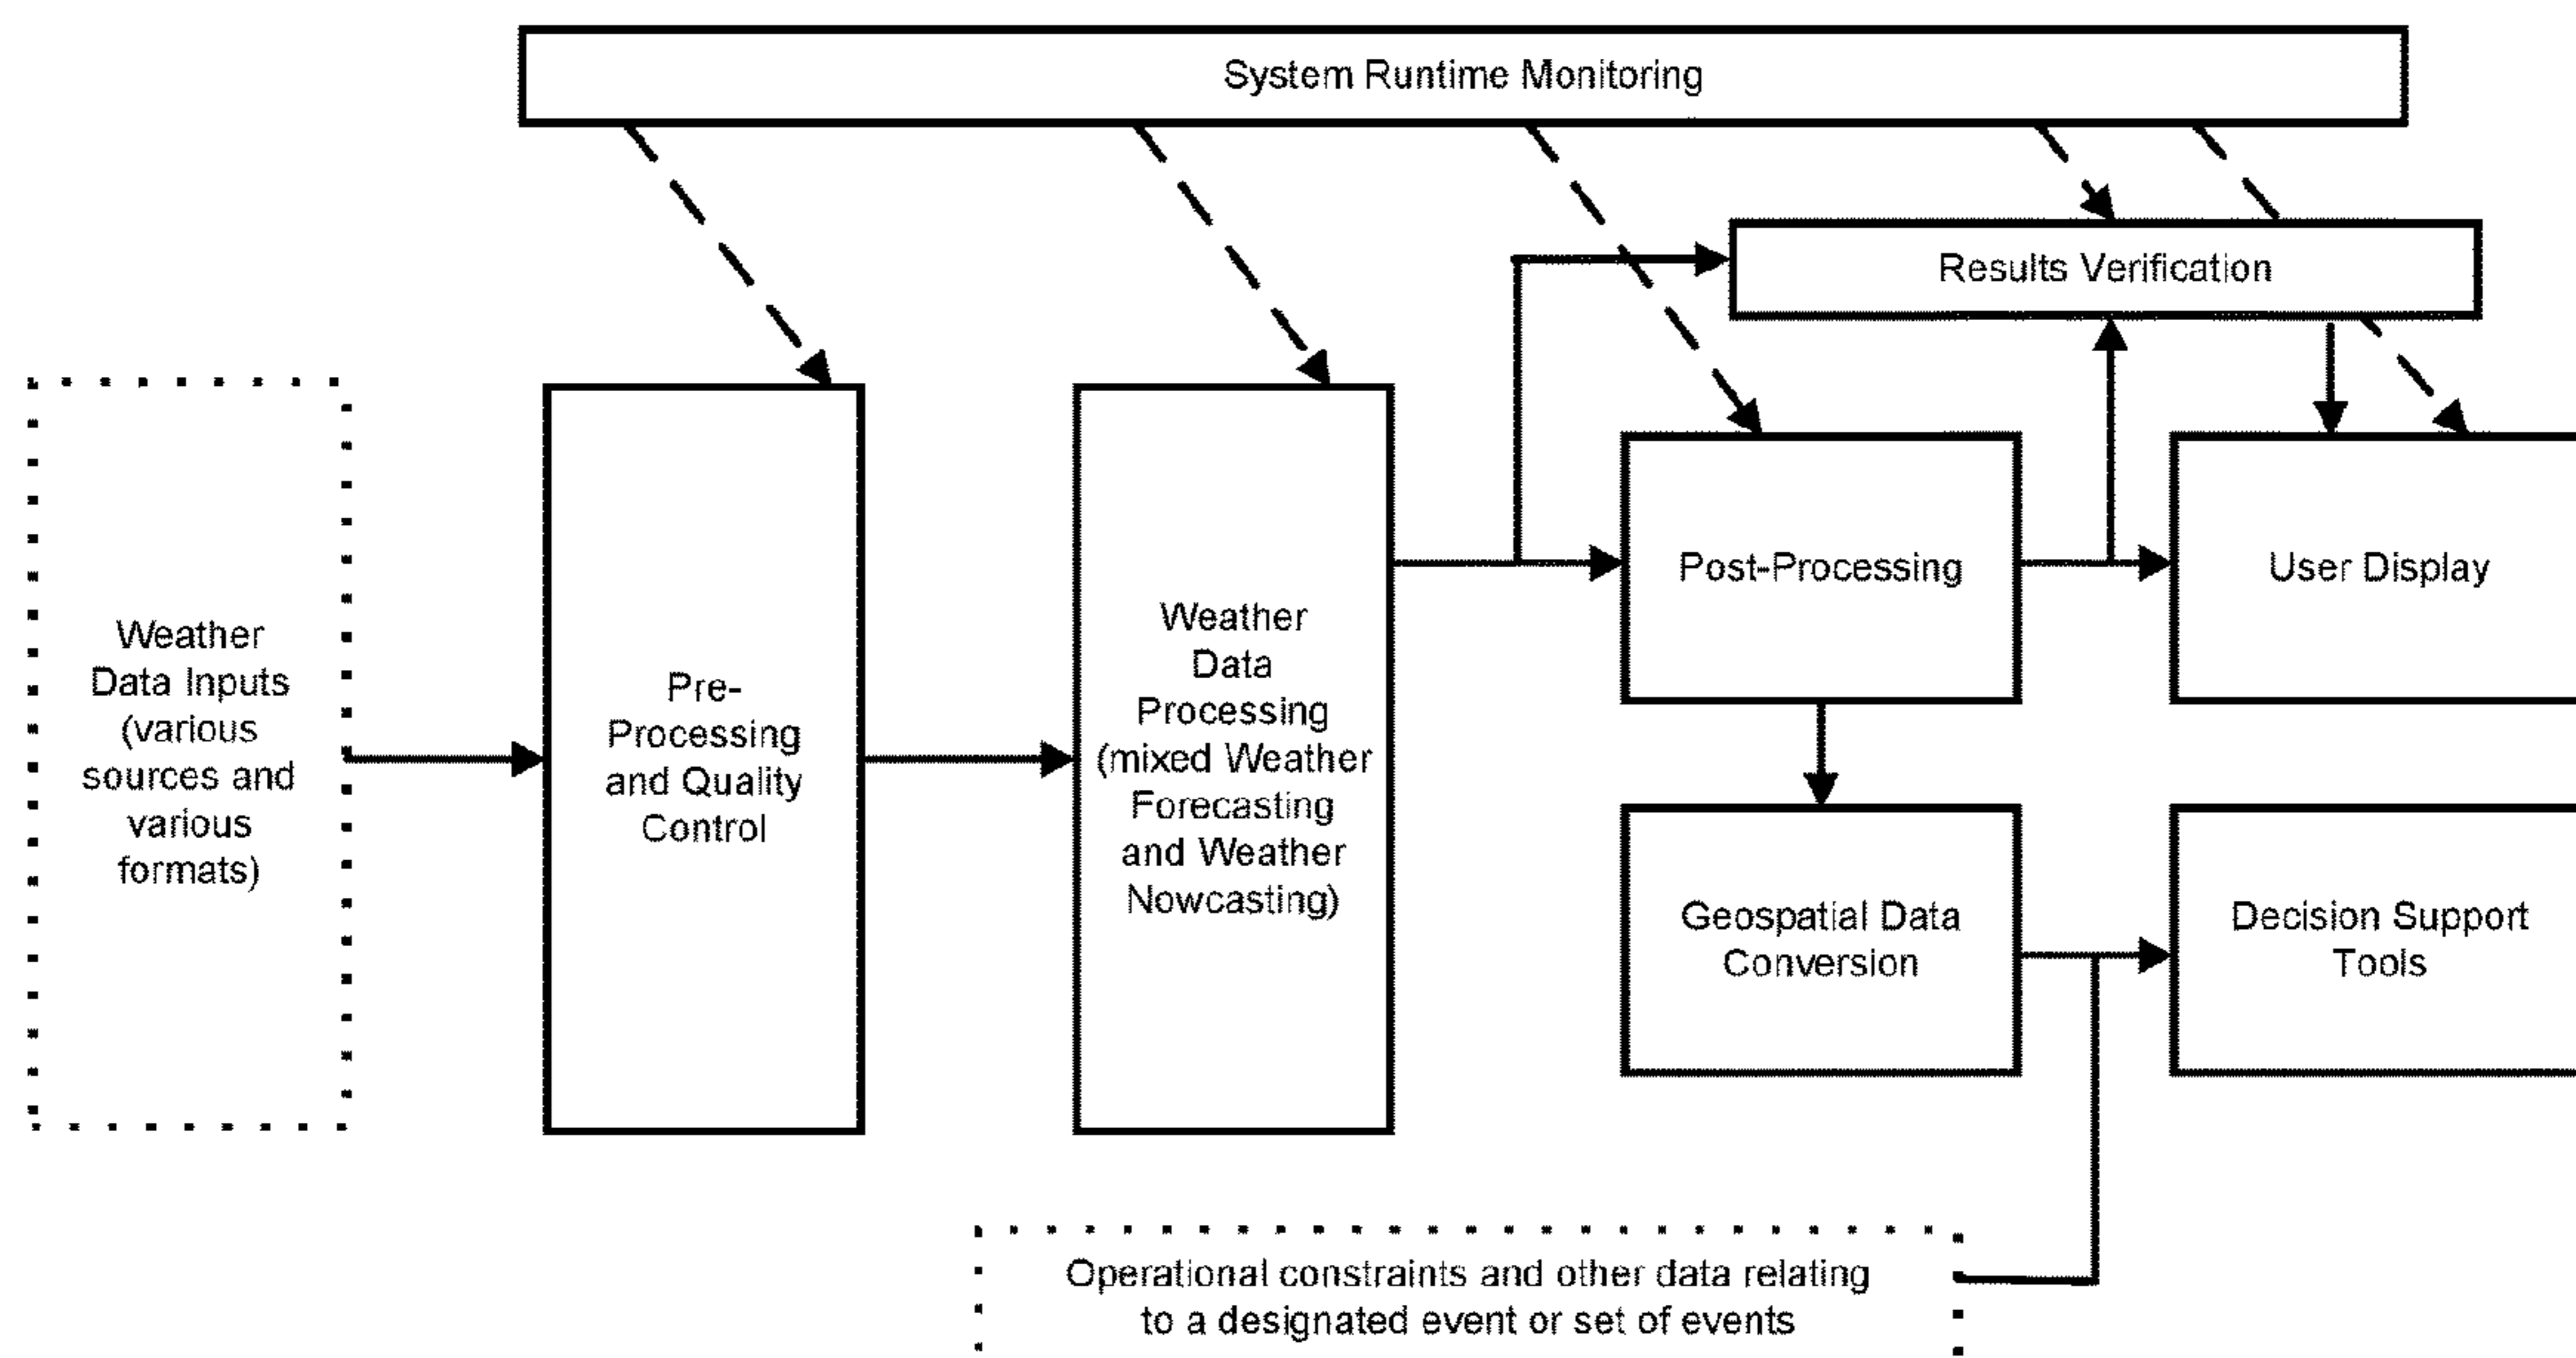 System Runtime Monitoring
Results Verification
Weather
Data Inputs
(various
sources and
various
formats)
Pre-
Processing
and Quality
Control
Weather
Data
Processing
(mixed Weather
Forecasting
and Weather
Nowcasting)
Post-Processing
User Display
Geospatial Data
Conversion
Decision Support
Tools
Operational constraints and other data relating
to a designated event or set of events